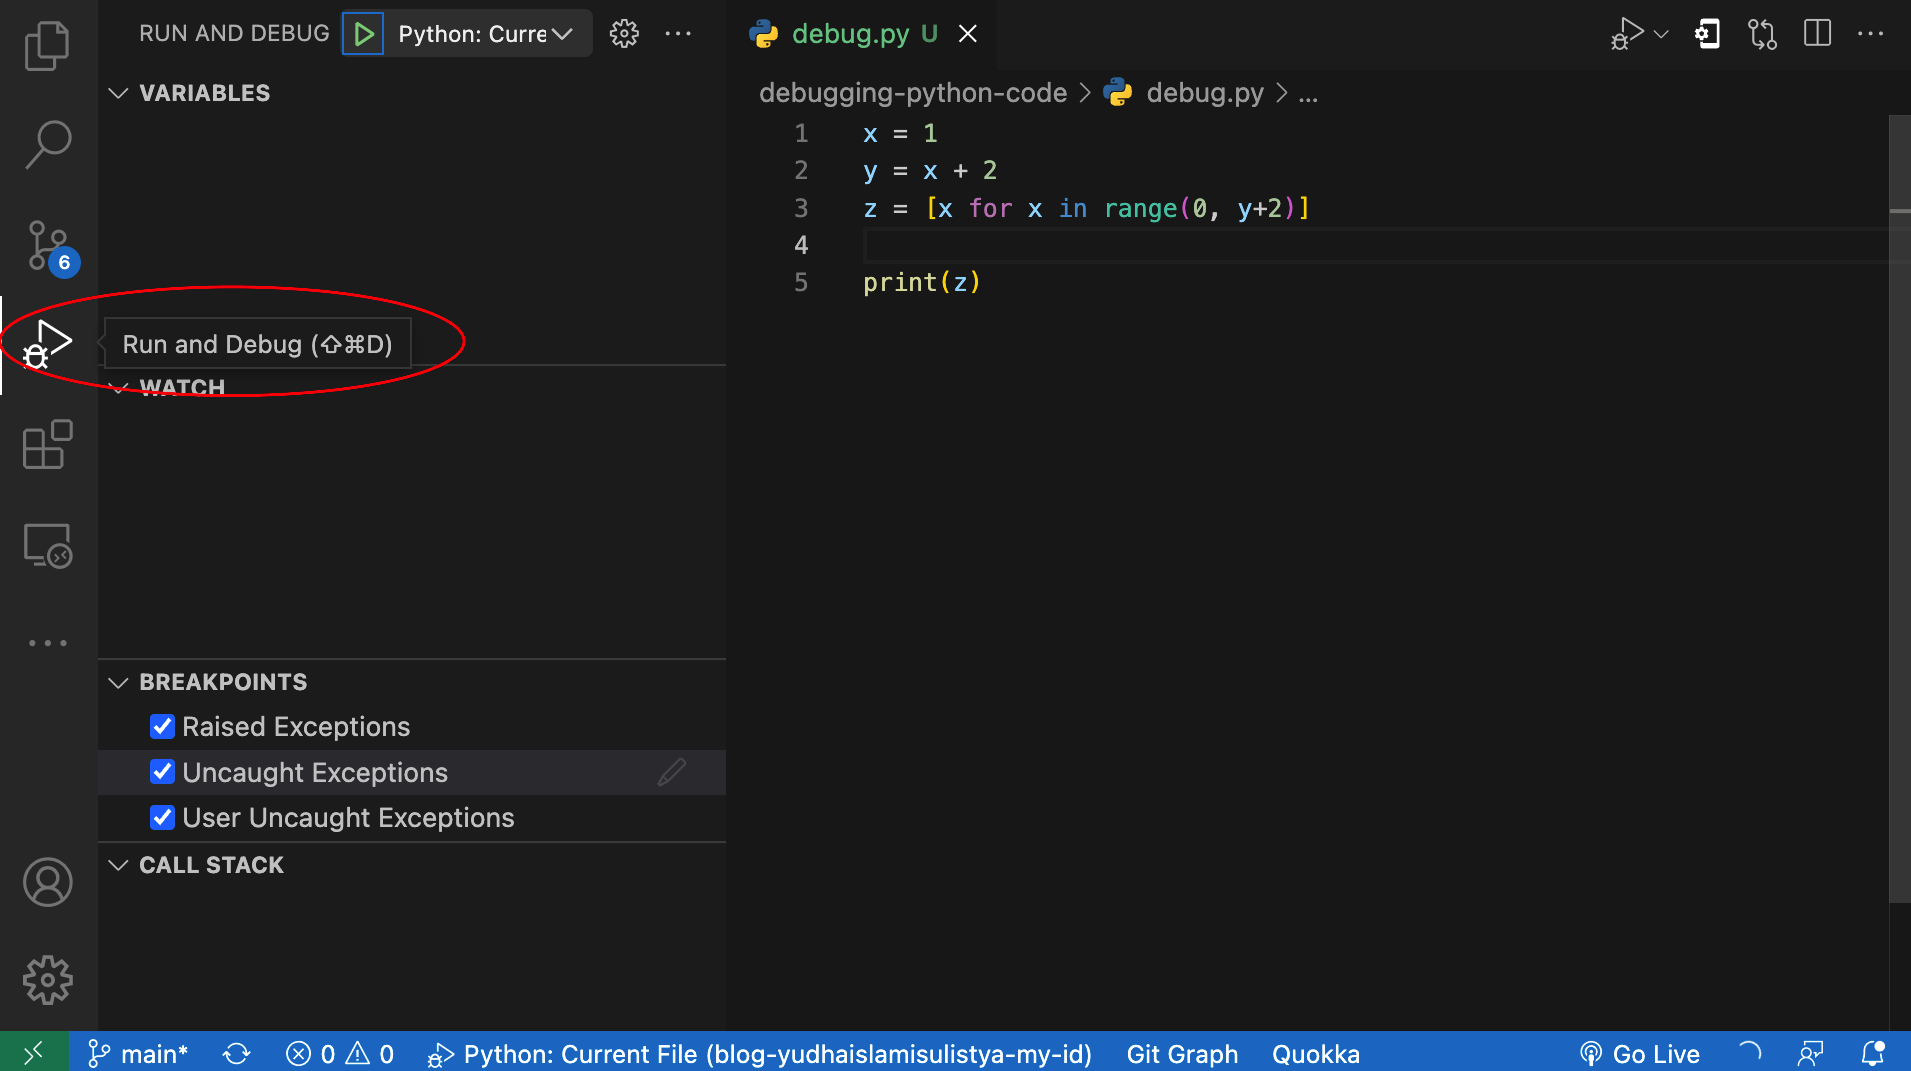 RUN AND DEBUG
Python: Curre
debug.py U
VARIABLES
debugging-python-code > debug.py > ...
1 x = 1
2 y = x + 2
3 z = [x for x in range(0, y+2)]
4
5 print(z)
6
Run and Debug (⇧⌘D)
WATCH
BREAKPOINTS
Raised Exceptions
Uncaught Exceptions
User Uncaught Exceptions
CALL STACK
main* 0 0 Python: Current File (blog-yudhaislamisulistya-my-id) Git Graph Quokka Go Live